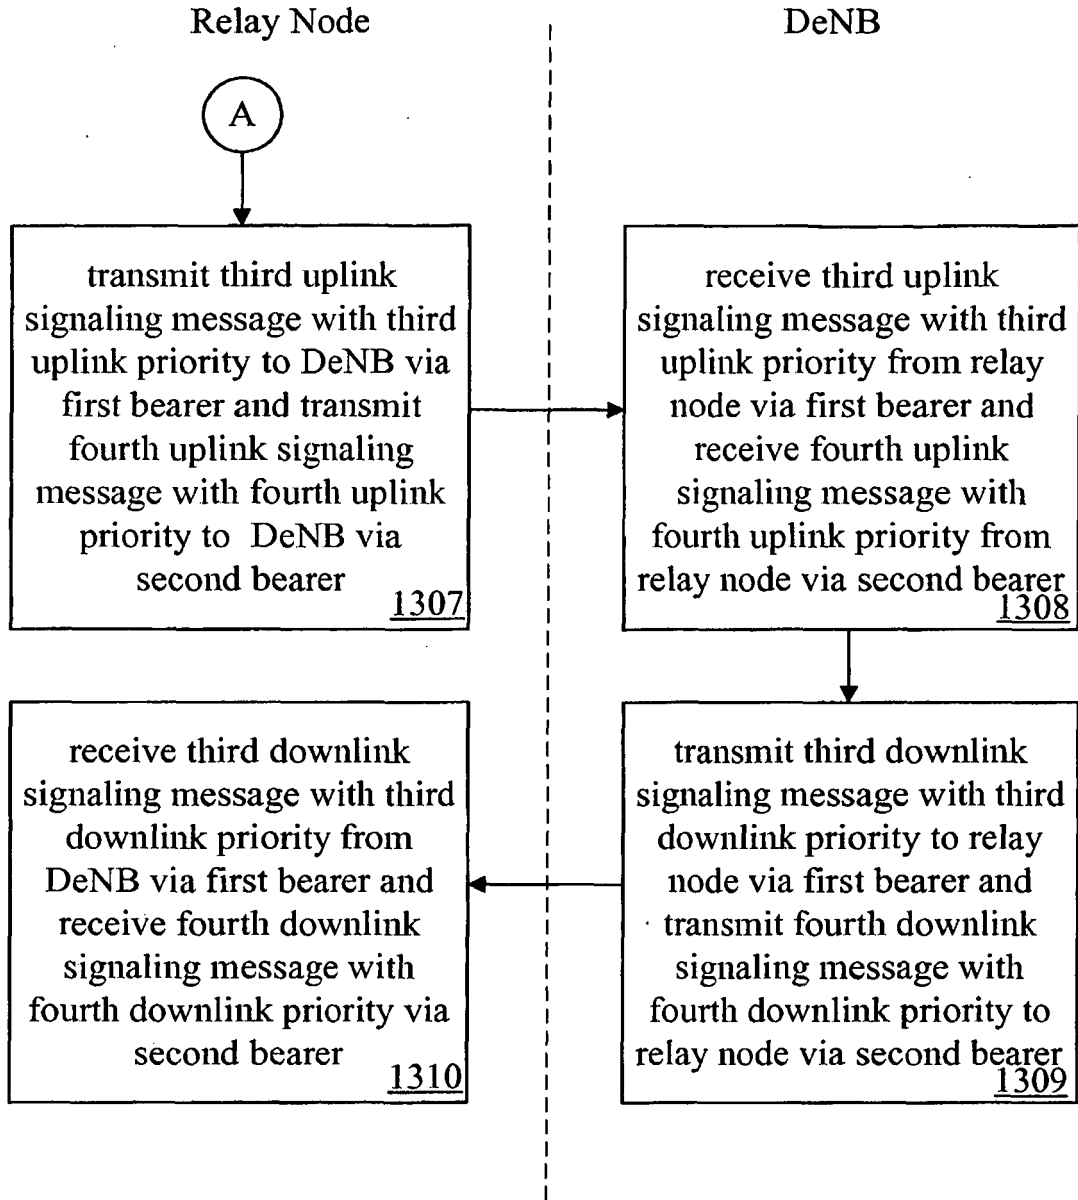 Relay Node
DeNB
A
transmit third uplink
signaling message with third
uplink priority to DeNB via
first bearer and transmit
fourth uplink signaling
message with fourth uplink
priority to DeNB via
second bearer
1307
receive third uplink
signaling message with third
uplink priority from relay
node via first bearer and
receive fourth uplink
signaling message with
fourth uplink priority from
relay node via second bearer
1308
transmit third downlink
signaling message with third
downlink priority to relay
node via first bearer and
transmit fourth downlink
signaling message with
fourth downlink priority to
relay node via second bearer
1309
receive third downlink
signaling message with third
downlink priority from
DeNB via first bearer and
receive fourth downlink
signaling message with
fourth downlink priority via
second bearer
1310